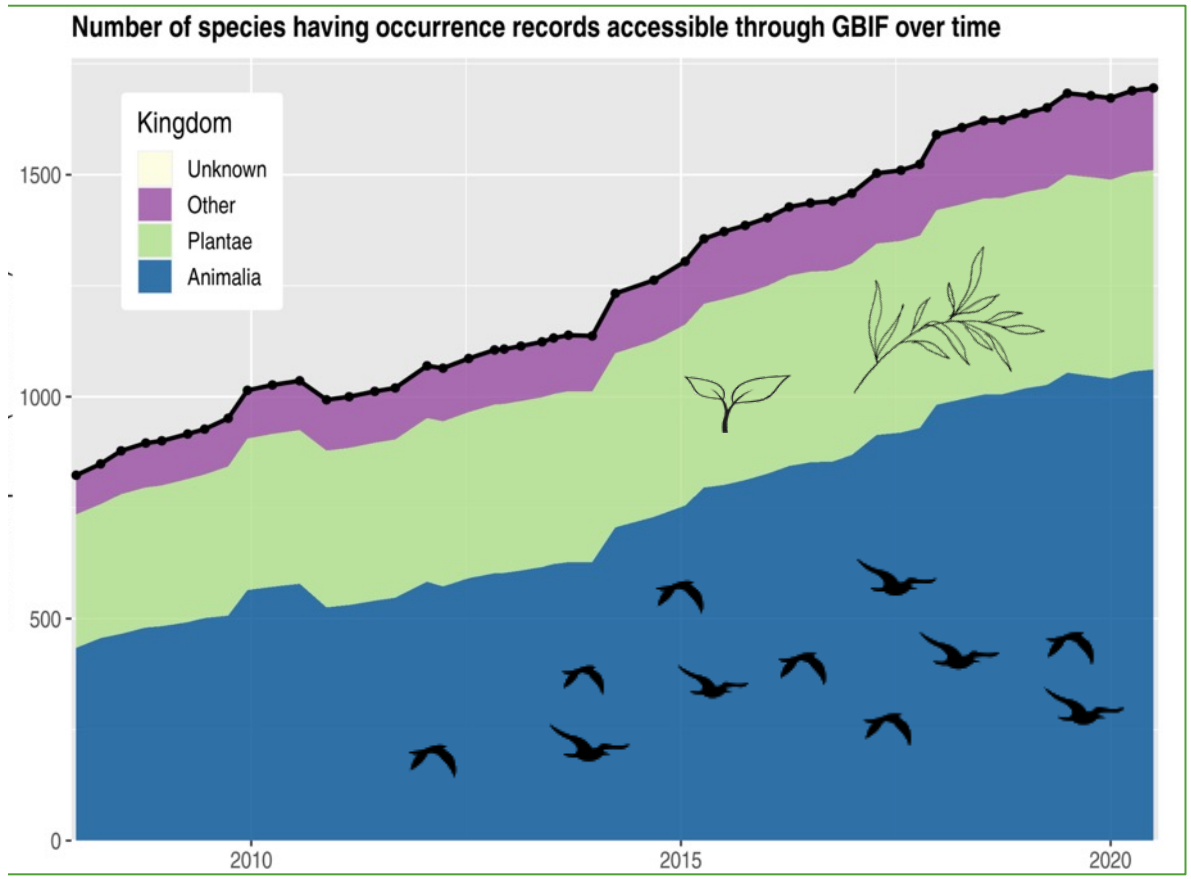 Number of species having occurrence records accessible through GBIF over time
Kingdom
Unknown
Other
Plantae
Animalia
1500
1000
500
0
2010
2015
2020